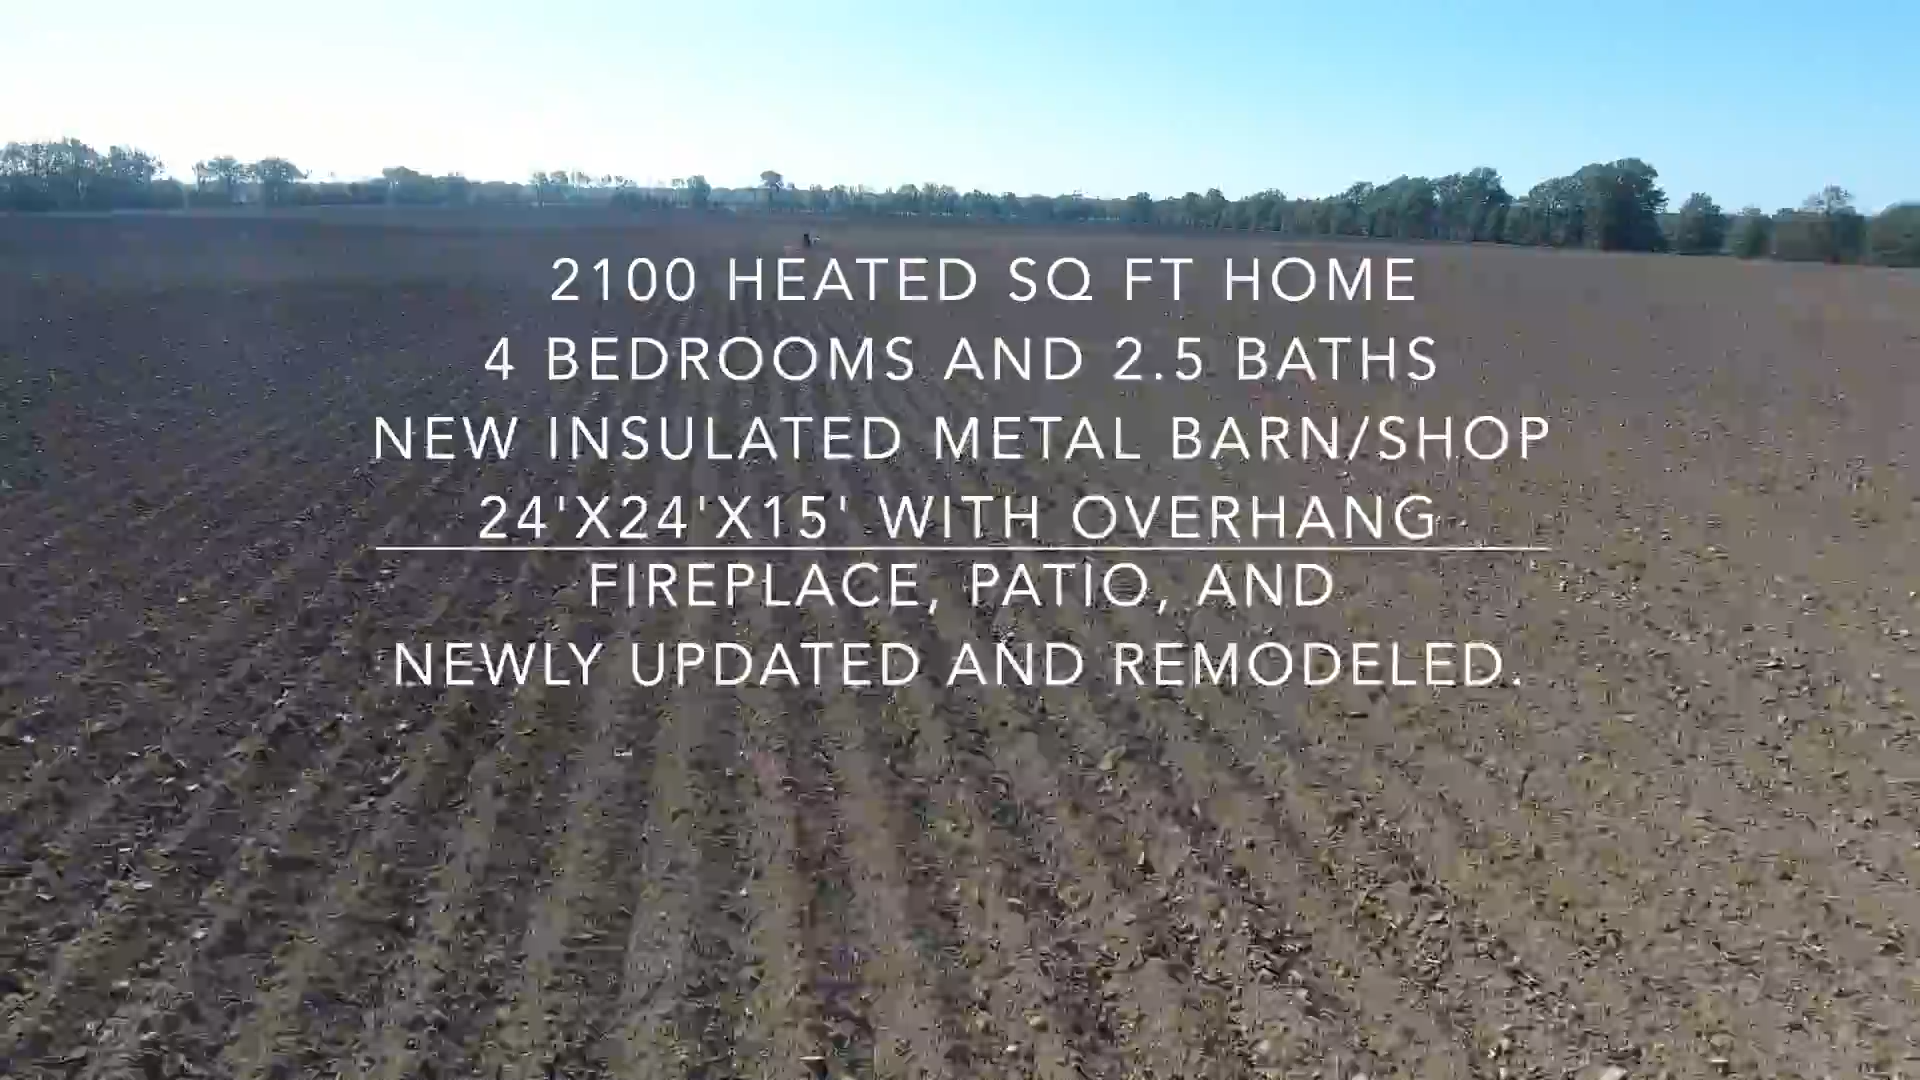 2100 HEATED SQ FT HOME
4 BEDROOMS AND 2.5 BATHS
NEW INSULATED METAL BARN/SHOP
24'X24'X15' WITH OVERHANG
FIREPLACE, PATIO, AND
NEWLY UPDATED AND REMODELED.